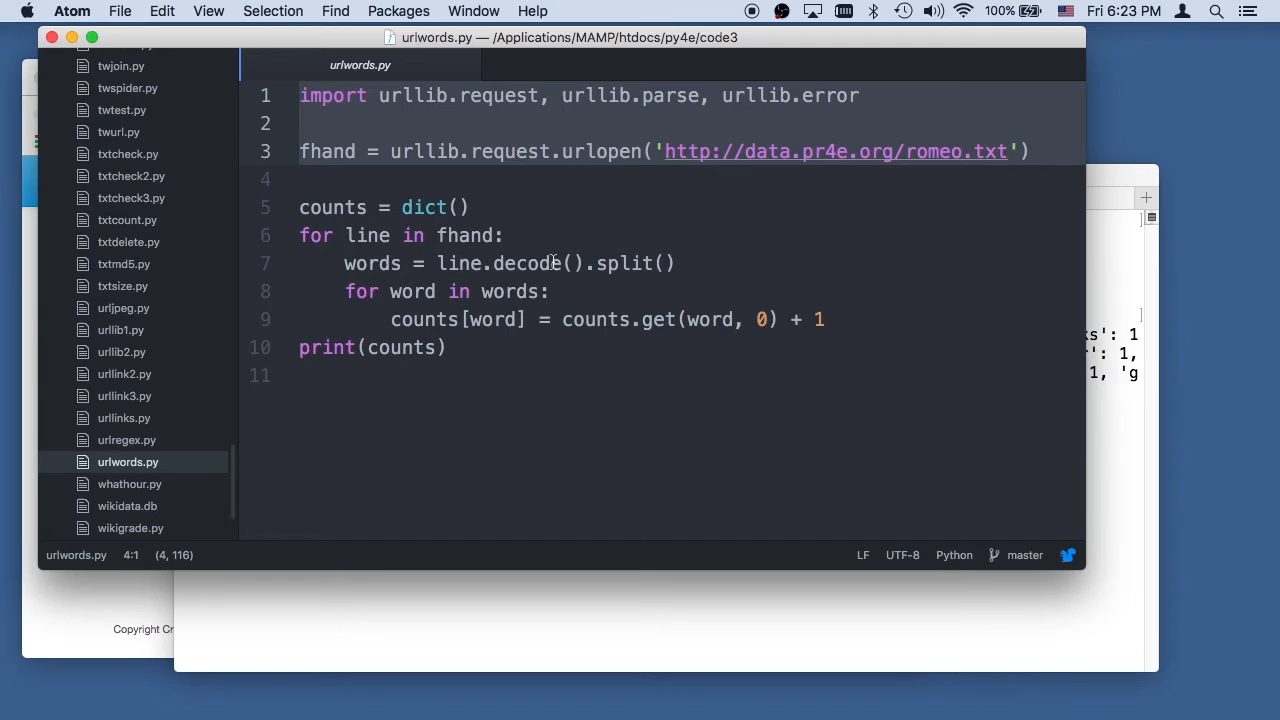 Atom File Edit View Selection Find Packages Window Help 100% Fri 6:23 PM
urlwords.py — /Applications/MAMP/htdocs/py4e/code3
twjoin.py
twspider.py
twtest.py
twurl.py
txtcheck.py
txtcheck2.py
txtcheck3.py
txtcount.py
txtdelete.py
txtmd5.py
txtsize.py
urljpeg.py
urllib1.py
urllib2.py
urllink2.py
urllink3.py
urllinks.py
urlregex.py
urlwords.py
whathour.py
wikidata.db
wikigrade.py
urlwords.py
1 import urllib.request, urllib.parse, urllib.error
2
3 fhand = urllib.request.urlopen('http://data.pr4e.org/romeo.txt')
4
5 counts = dict()
6 for line in fhand:
7 words = line.decode().split()
8 for word in words:
9 counts[word] = counts.get(word, 0) + 1
10 print(counts)
11
urlwords.py 4:1 (4, 116) LF UTF-8 Python master
ks': 1
': 1,
1, 'g
Copyright Cr